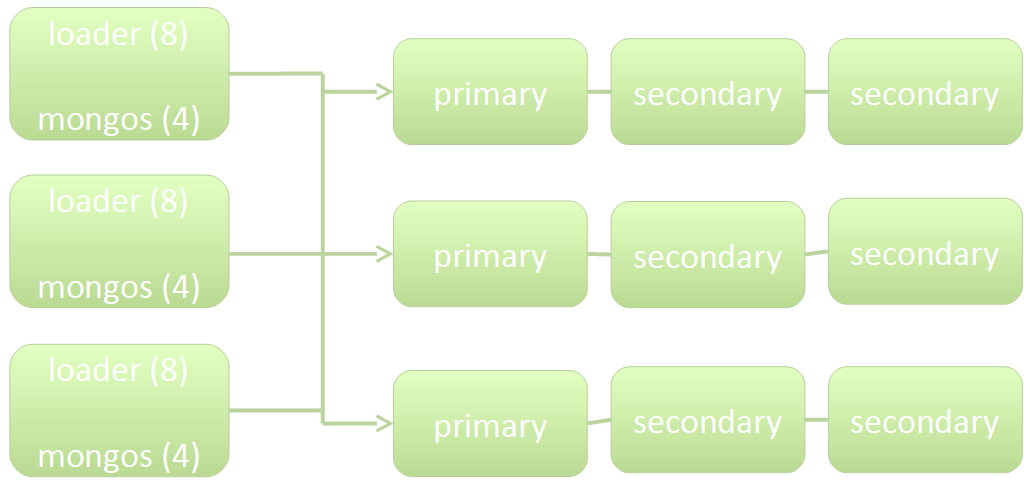 loader (8)
mongos (4)
primary
secondary
secondary
loader (8)
mongos (4)
primary
secondary
secondary
loader (8)
mongos (4)
primary
secondary
secondary